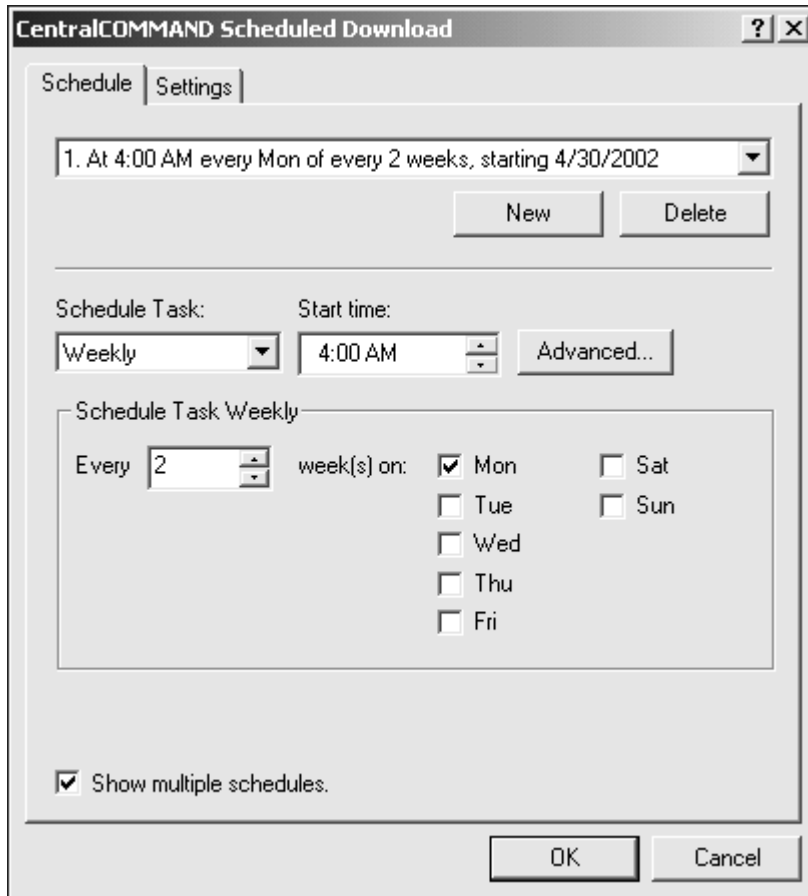 CentralCOMMAND Scheduled Download
Schedule
Settings
1. At 4:00 AM every Mon of every 2 weeks, starting 4/30/2002
New
Delete
Schedule Task:
Start time:
Weekly
4:00 AM
Advanced...
Schedule Task Weekly
Every 2 week(s) on:
Mon
Sat
Tue
Sun
Wed
Thu
Fri
Show multiple schedules.
OK
Cancel